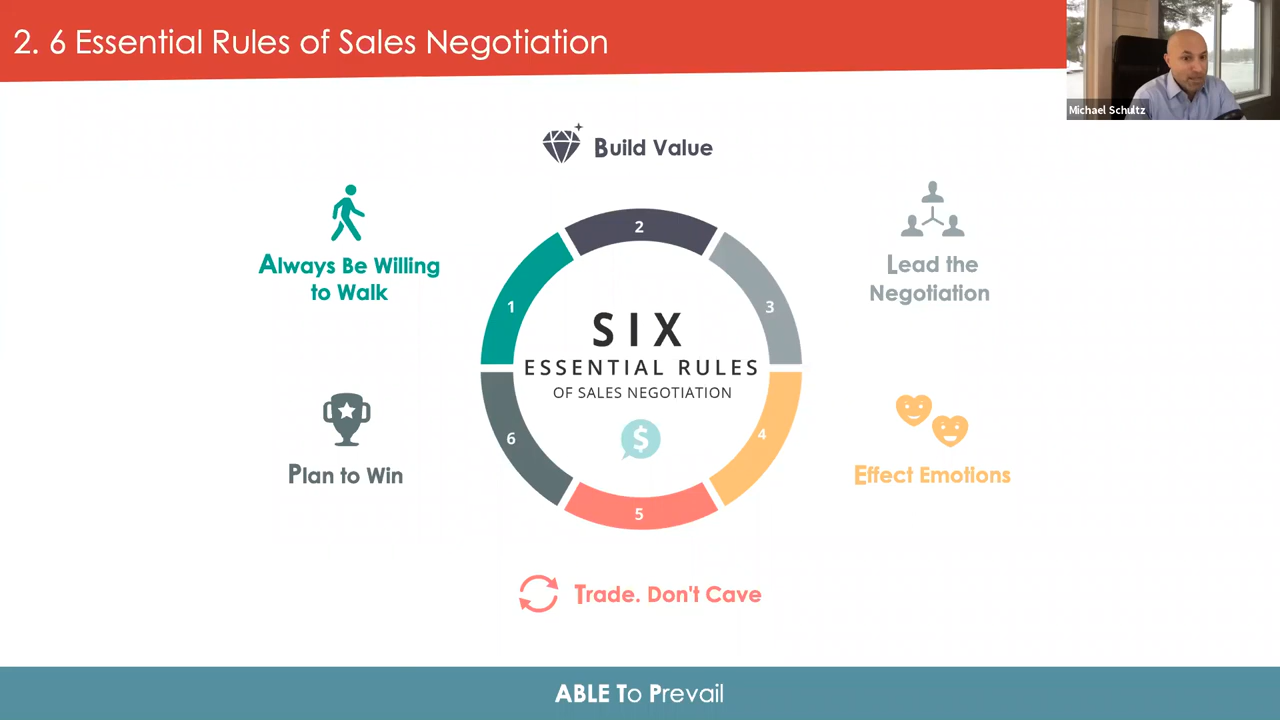 2. 6 Essential Rules of Sales Negotiation
Michael Schultz
Build Value
Always Be Willing
to Walk
Lead the
Negotiation
2
1
3
SIX
ESSENTIAL RULES
OF SALES NEGOTIATION
$
6
4
5
Plan to Win
Effect Emotions
Trade. Don't Cave
ABLE To Prevail